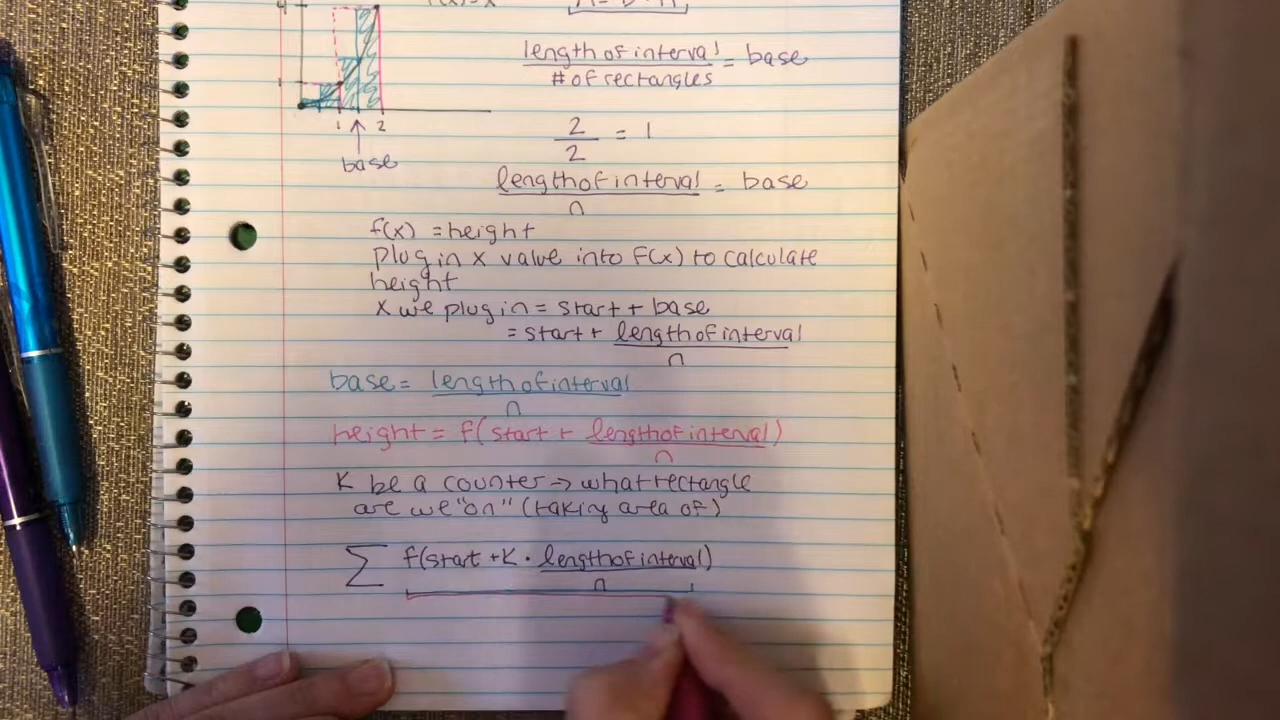 length of interval = base
# of rectangles
1 2
2/2 = 1
base
length of interval = base
n
f(x) = height
plug in x value into f(x) to calculate
height
x we plug in = start + base
= start + length of interval
n
base = length of interval
n
height = f(start + length of interval)
n
K be a counter → what rectangle
are we "on" (taking area of)
∑ f(start + K · length of interval)
n